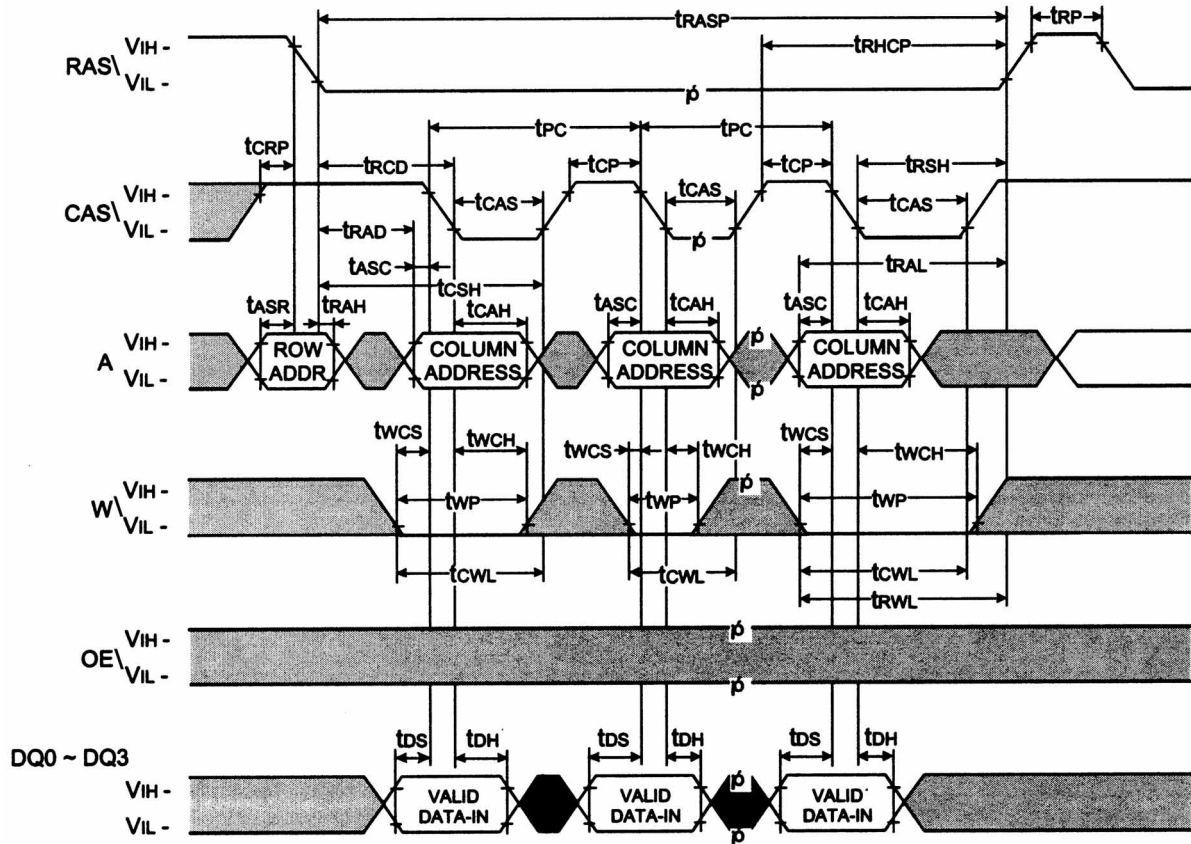 tRASP
tRP
tRHCP
RAS\
VIH -
VIL -
tPC
tPC
tCRP
tRCD
tCP
tCP
tRSH
CAS\
VIH -
VIL -
tCAS
tCAS
tCAS
tRAD
tASC
tCSH
tRAL
tASR
tRAH
tCAH
tASC
tCAH
tASC
tCAH
A
VIH -
VIL -
ROW
ADDR
COLUMN
ADDRESS
COLUMN
ADDRESS
COLUMN
ADDRESS
tWCS
tWCH
tWCS
tWCH
tWCS
tWCH
W\
VIH -
VIL -
tWP
tWP
tWP
tCWL
tCWL
tCWL
tRWL
OE\
VIH -
VIL -
DQ0 ~ DQ3
tDS
tDH
tDS
tDH
tDS
tDH
VIH -
VIL -
VALID
DATA-IN
VALID
DATA-IN
VALID
DATA-IN